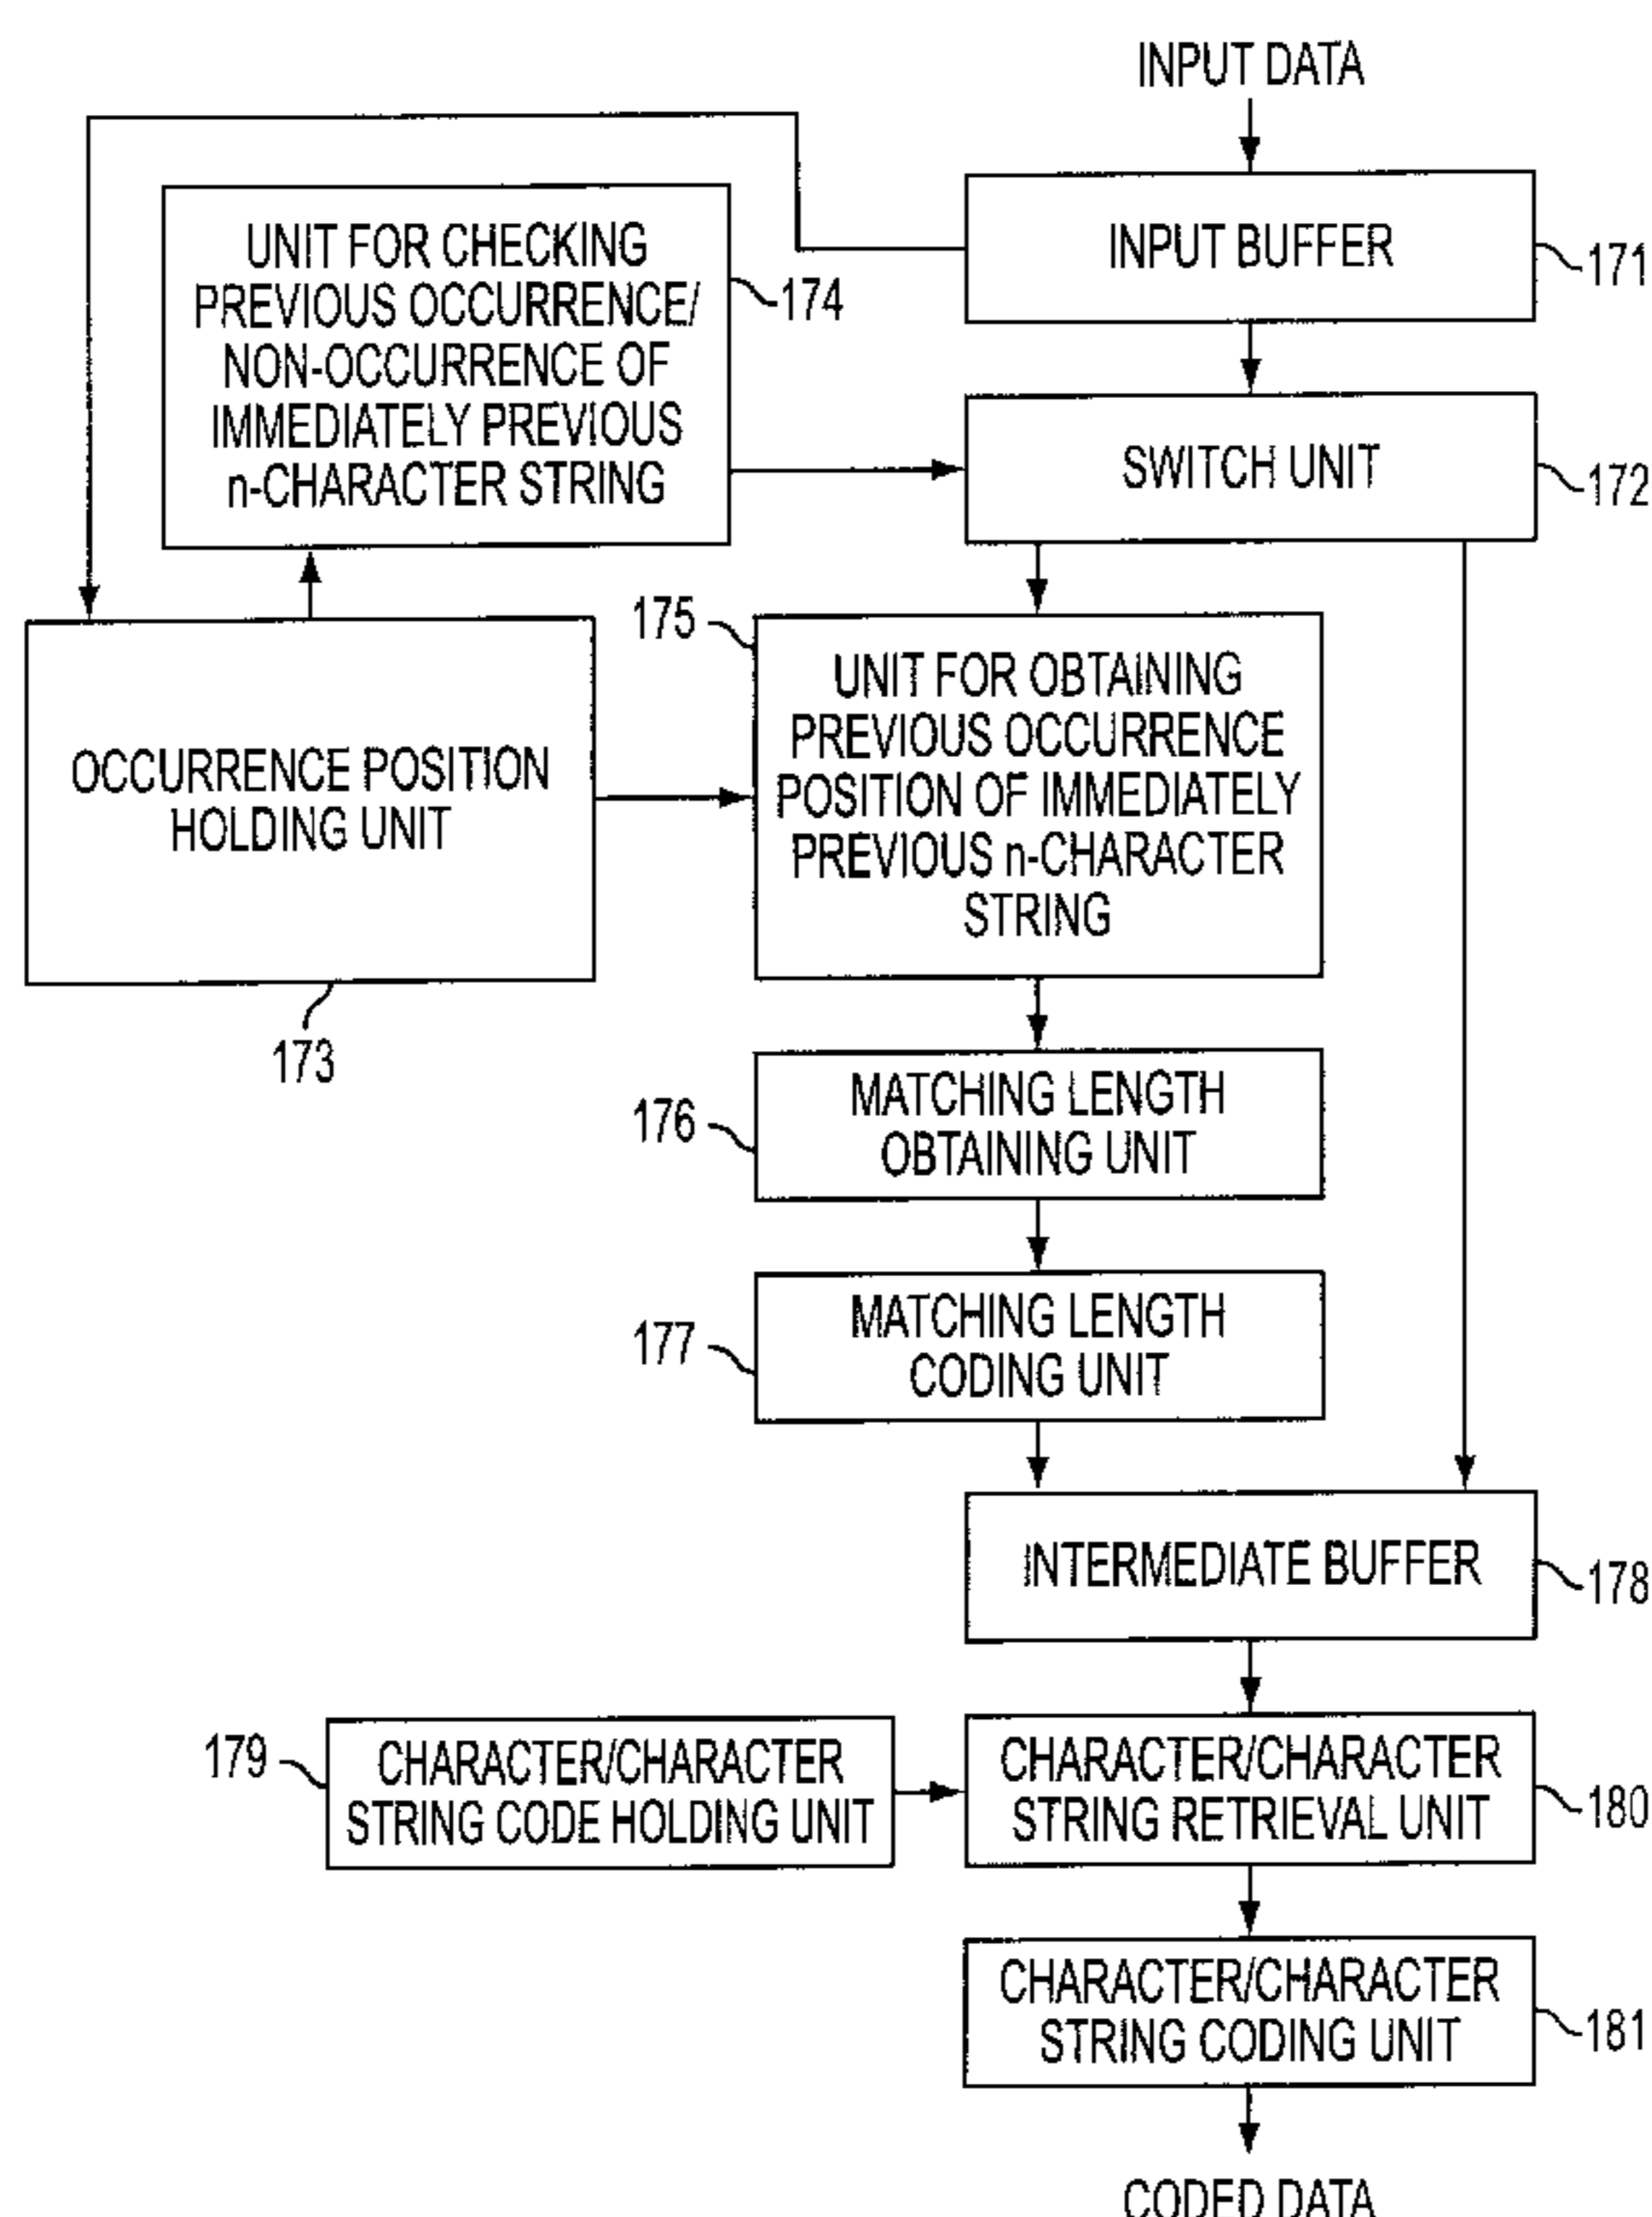 INPUT DATA
INPUT BUFFER
171
UNIT FOR CHECKING
PREVIOUS OCCURRENCE/
NON-OCCURRENCE OF
IMMEDIATELY PREVIOUS
n-CHARACTER STRING
174
SWITCH UNIT
172
OCCURRENCE POSITION
HOLDING UNIT
173
175
UNIT FOR OBTAINING
PREVIOUS OCCURRENCE
POSITION OF IMMEDIATELY
PREVIOUS n-CHARACTER
STRING
176
MATCHING LENGTH
OBTAINING UNIT
177
MATCHING LENGTH
CODING UNIT
INTERMEDIATE BUFFER
178
179
CHARACTER/CHARACTER
STRING CODE HOLDING UNIT
CHARACTER/CHARACTER
STRING RETRIEVAL UNIT
180
CHARACTER/CHARACTER
STRING CODING UNIT
181
CODED DATA